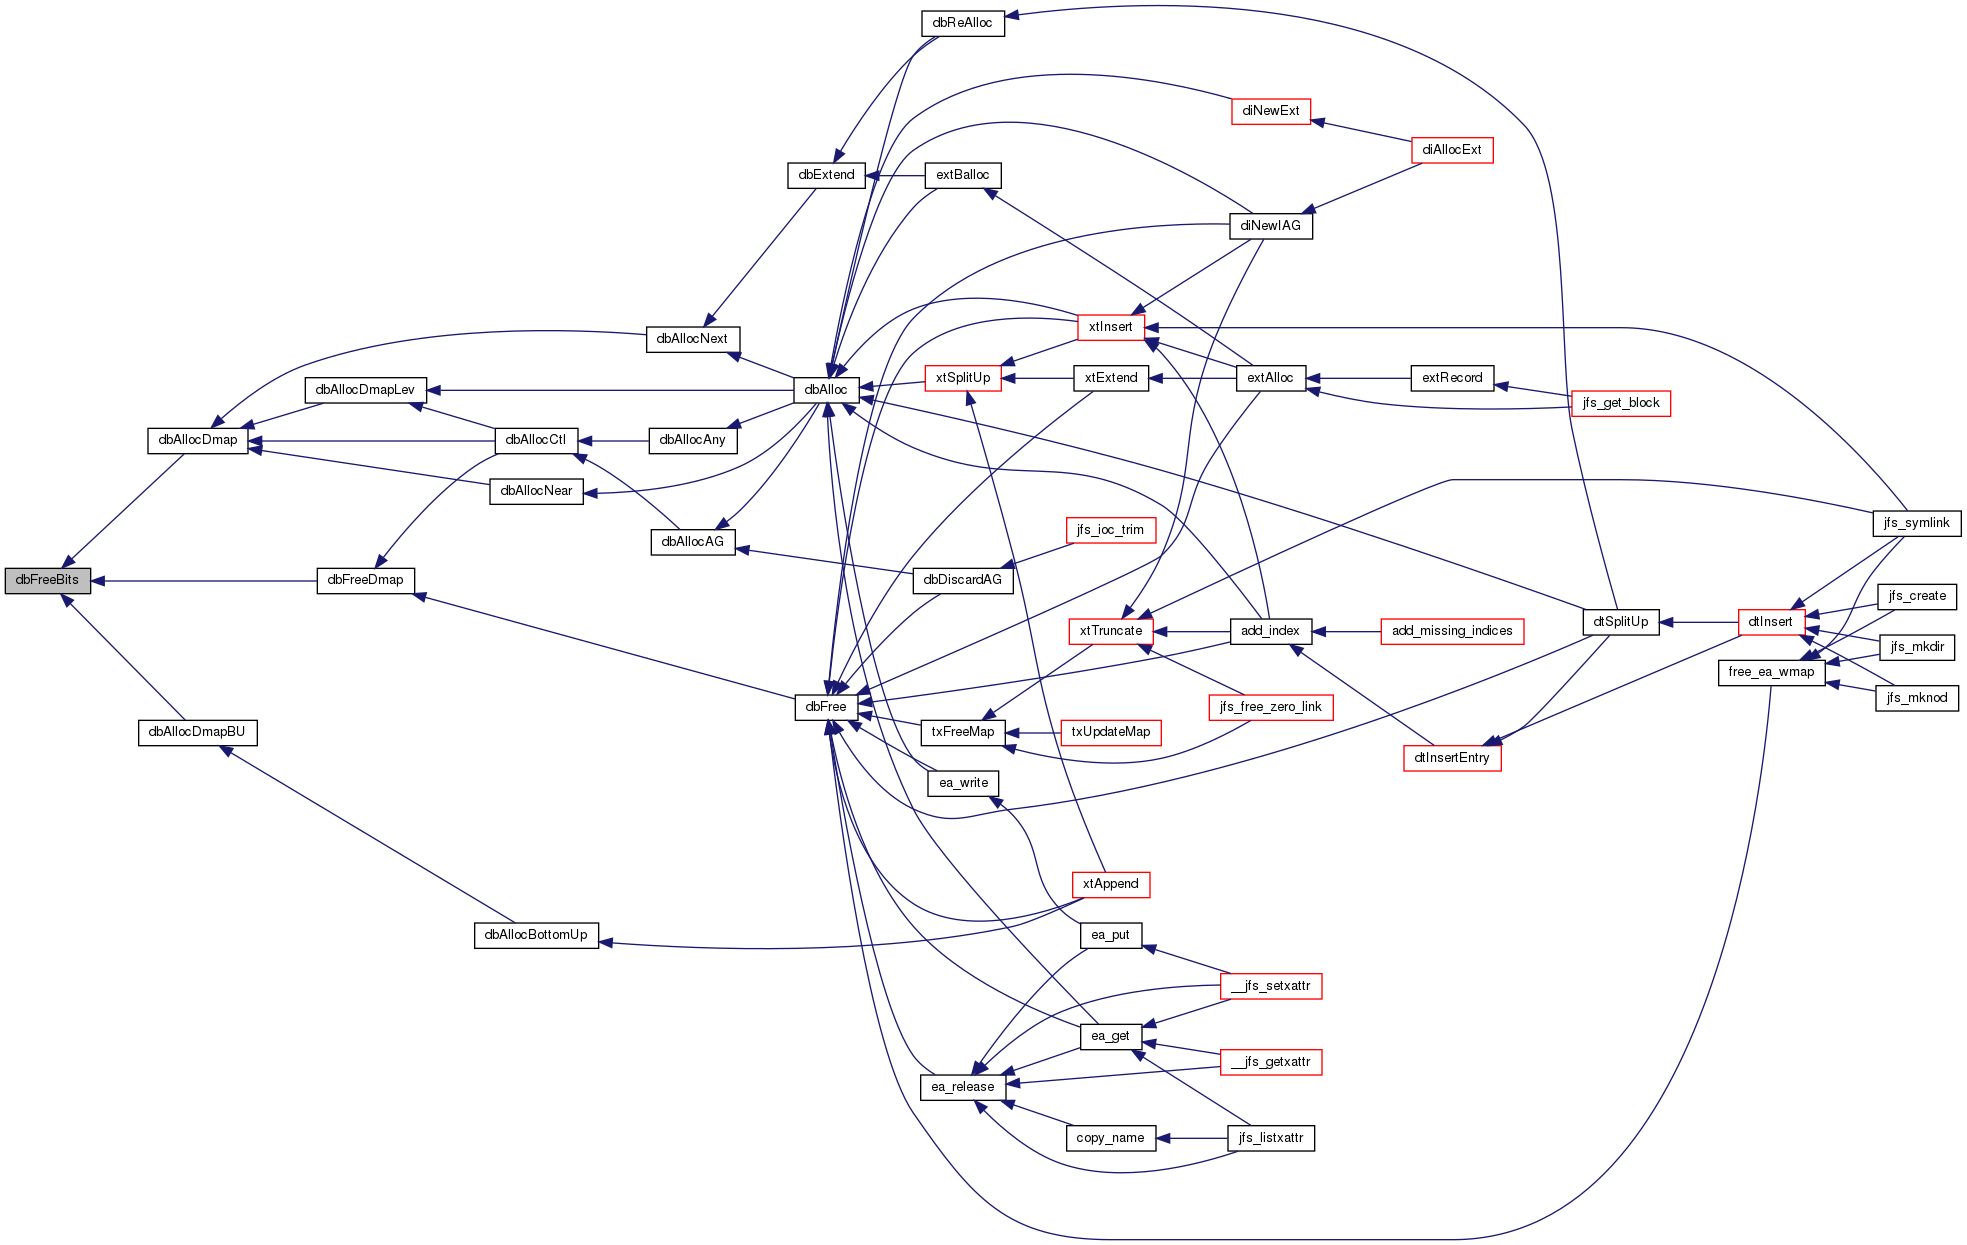 dbReAlloc
diNewExt
diAllocExt
dbExtend
extBalloc
diNewIAG
dbAllocNext
xtInsert
dbAllocDmapLev
dbAlloc
xtSplitUp
xtExtend
extAlloc
extRecord
jfs_get_block
dbAllocDmap
dbAllocCtl
dbAllocAny
dbAllocNear
jfs_ioc_trim
jfs_symlink
dbAllocAG
dbFreeBits
dbFreeDmap
dbDiscardAG
jfs_create
xtTruncate
add_index
add_missing_indices
dtSplitUp
dtInsert
jfs_mkdir
free_ea_wmap
jfs_mknod
dbFree
jfs_free_zero_link
dbAllocDmapBU
txFreeMap
txUpdateMap
dtInsertEntry
ea_write
xtAppend
dbAllocBottomUp
ea_put
__jfs_setxattr
ea_get
__jfs_getxattr
ea_release
copy_name
jfs_listxattr